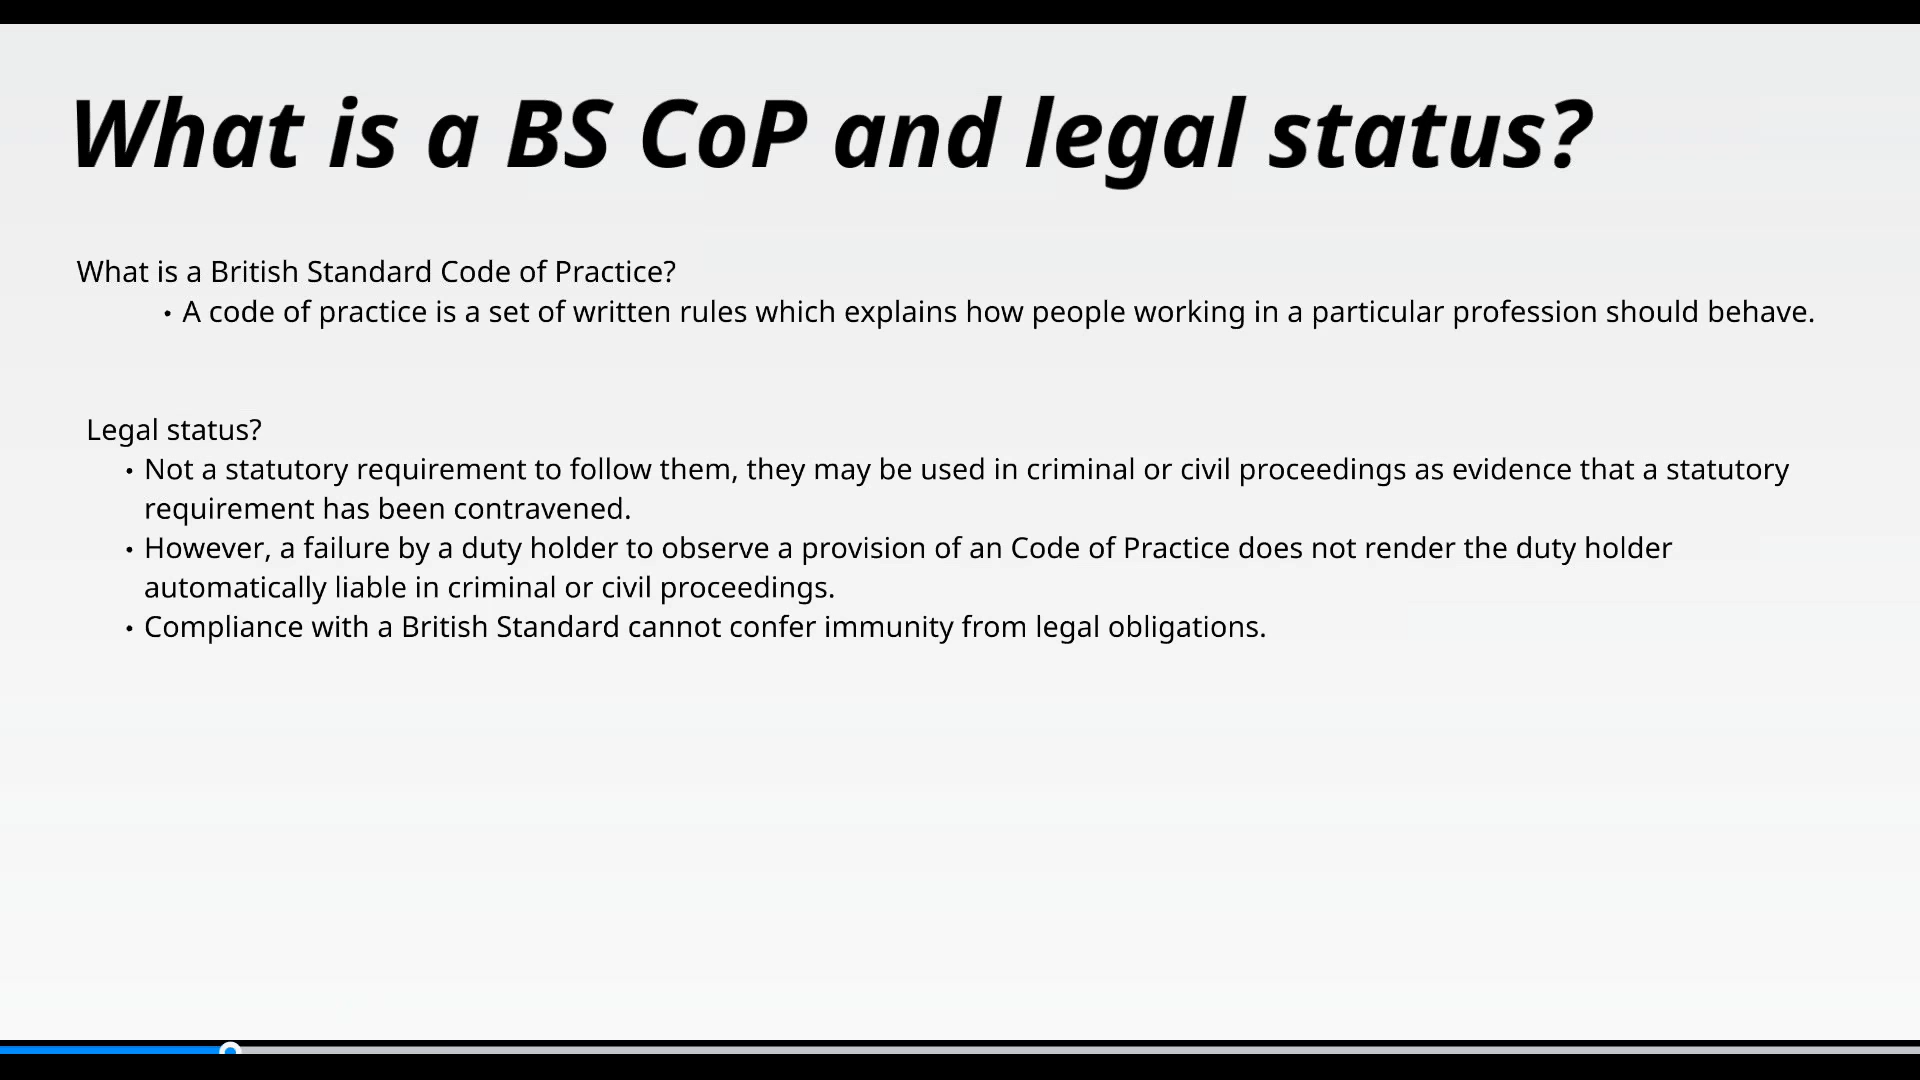 What is a BS CoP and legal status?
What is a British Standard Code of Practice?
• A code of practice is a set of written rules which explains how people working in a particular profession should behave.
Legal status?
• Not a statutory requirement to follow them, they may be used in criminal or civil proceedings as evidence that a statutory
requirement has been contravened.
• However, a failure by a duty holder to observe a provision of an Code of Practice does not render the duty holder
automatically liable in criminal or civil proceedings.
• Compliance with a British Standard cannot confer immunity from legal obligations.